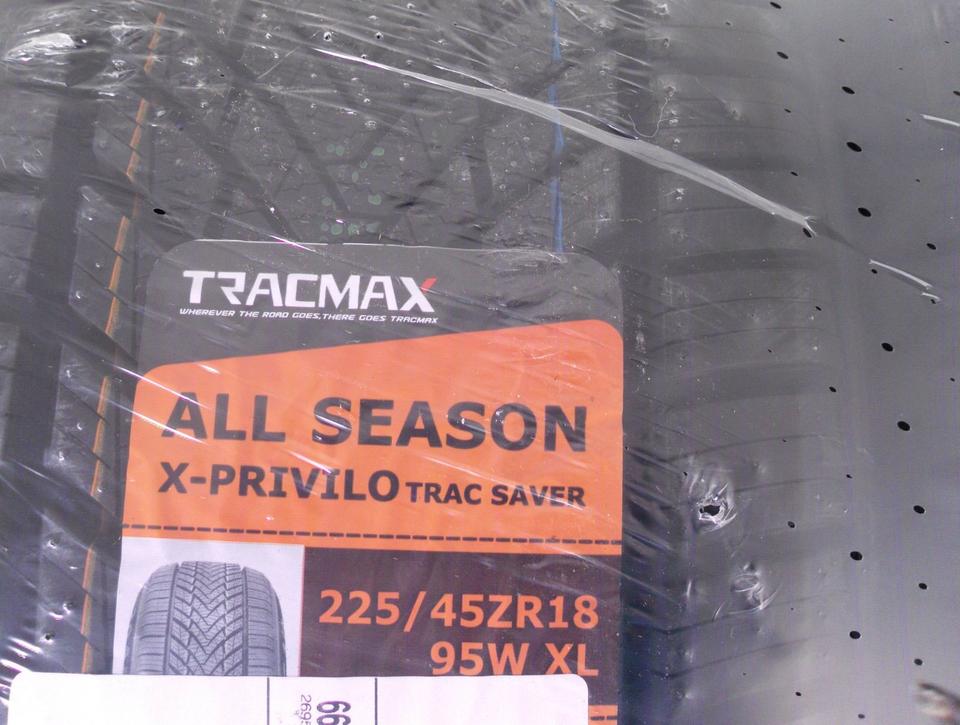 TRACMAX
WHEREVER THE ROAD GOES,THERE GOES TRACMAX
ALL SEASON
X-PRIVILO TRAC SAVER
225/45ZR18
95W XL